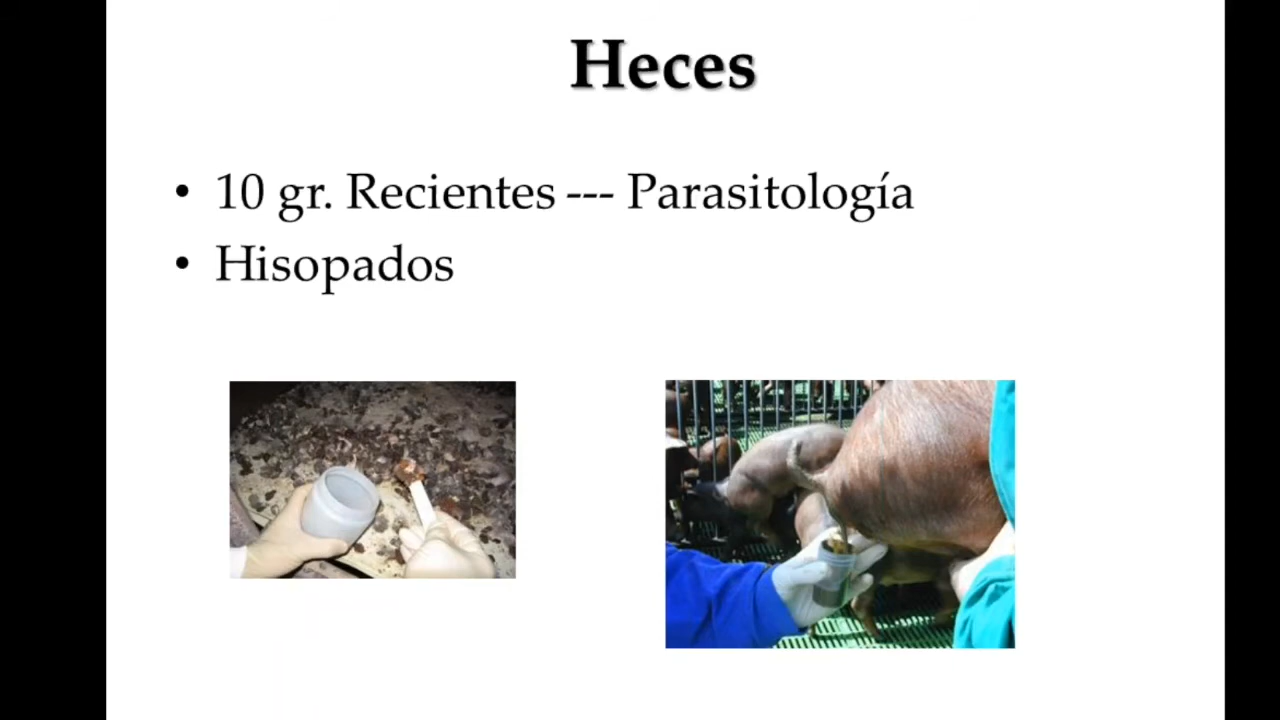 Heces
• 10 gr. Recientes --- Parasitología
• Hisopados